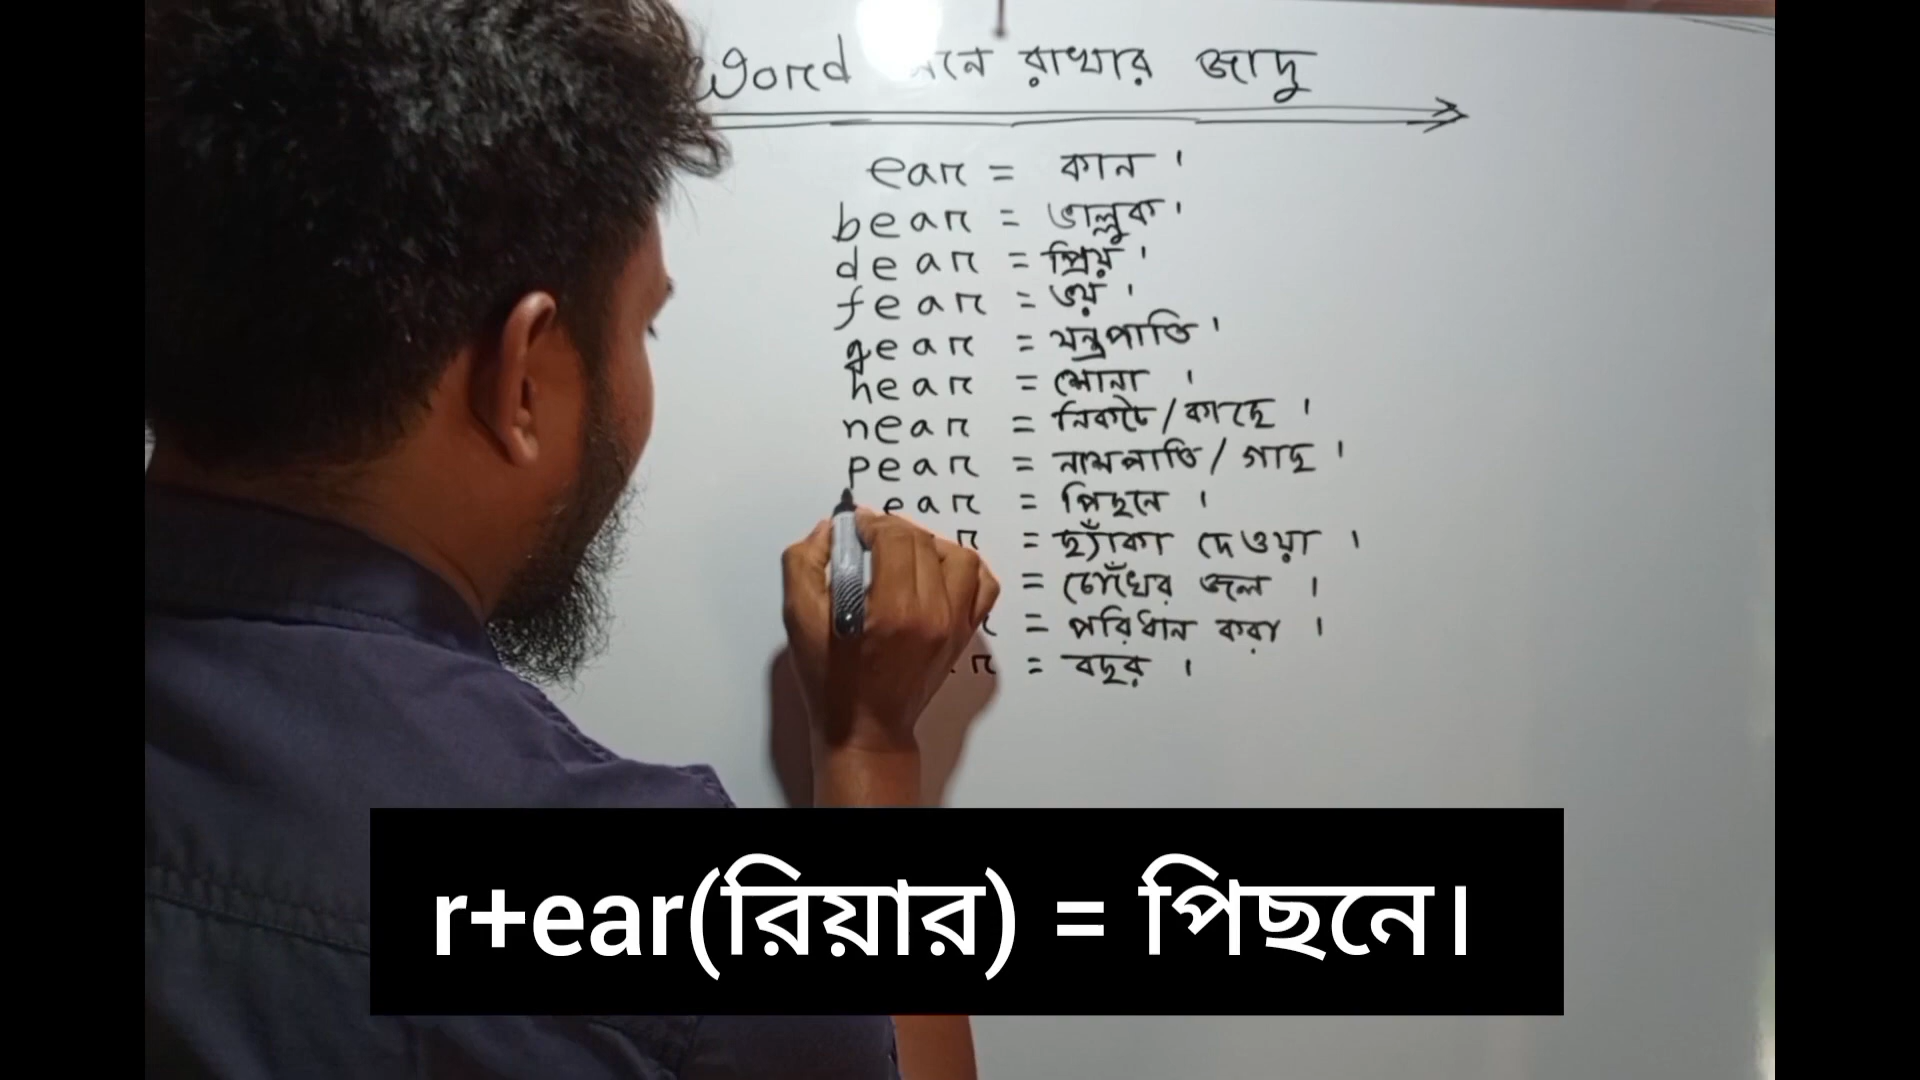 Word মনে রাখার জাদু
ear = কান ।
bear = ভাল্লুক ।
dear = প্রিয় ।
fear = ভয় ।
gear = যন্ত্রপাতি ।
hear = শোনা ।
near = নিকটে / কাছে ।
pear = নাশপাতি / গাছ ।
ear = পিছনে ।
r = ছ্যাঁকা দেওয়া ।
= চোঁখের জল ।
r = পরিধান করা ।
r = বছর ।
r+ear(রিয়ার) = পিছনে।